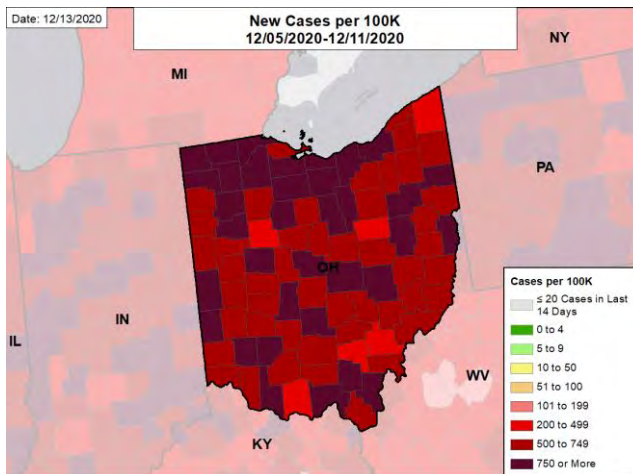 Date: 12/13/2020
New Cases per 100K
12/05/2020-12/11/2020
NY
MI
PA
OH
IN
IL
WV
KY
Cases per 100K
≤ 20 Cases in Last
14 Days
0 to 4
5 to 9
10 to 50
51 to 100
101 to 199
200 to 499
500 to 749
750 or More